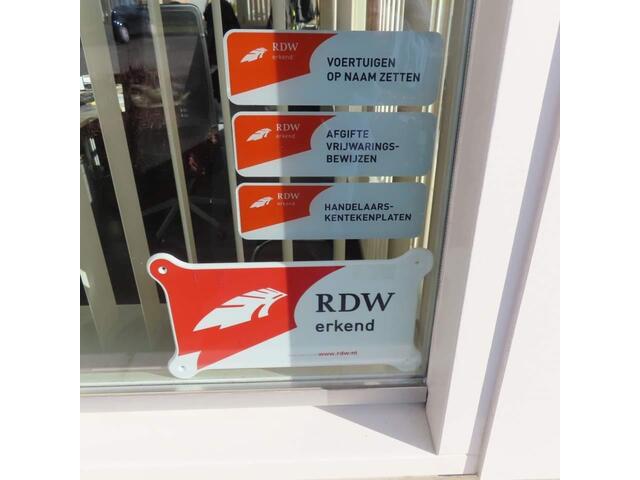 RDW
erkend
VOERTUIGEN
OP NAAM ZETTEN
RDW
erkend
AFGIFTE
VRIJWARINGS-
BEWIJZEN
RDW
erkend
HANDELAARS-
KENTEKENPLATEN
RDW
erkend
www.rdw.nl